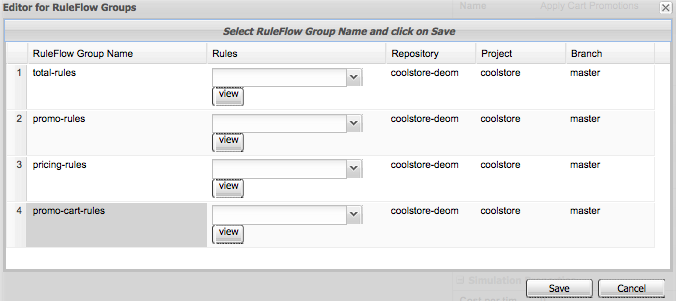 Editor for RuleFlow Groups
Name Apply Cart Promotions
Select RuleFlow Group Name and click on Save
RuleFlow Group Name Rules Repository Project Branch
1 total-rules coolstore-deom coolstore master
view
2 promo-rules coolstore-deom coolstore master
view
3 pricing-rules coolstore-deom coolstore master
view
4 promo-cart-rules coolstore-deom coolstore master
view
Save Cancel